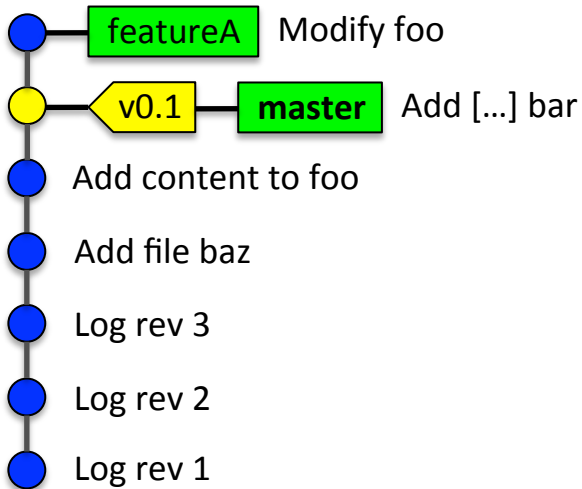 featureA Modify foo
v0.1 master Add [...] bar
Add content to foo
Add file baz
Log rev 3
Log rev 2
Log rev 1